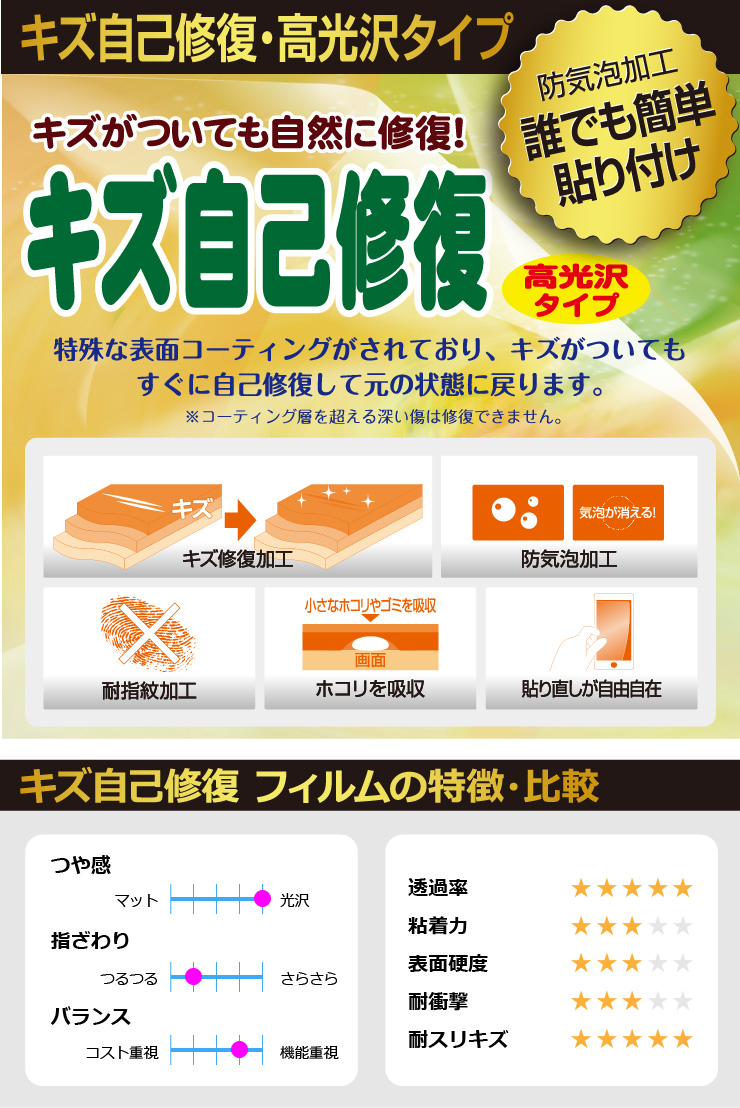 キズ自己修復・高光沢タイプ
防気泡加工
誰でも簡単
貼り付け
キズがついても自然に修復!
キズ自己修復
高光沢
タイプ
特殊な表面コーティングがされており、キズがついても
すぐに自己修復して元の状態に戻ります。
※コーティング層を超える深い傷は修復できません。
キズ
キズ修復加工
気泡が消える!
防気泡加工
耐指紋加工
小さなホコリやゴミを吸収
画面
ホコリを吸収
貼り直しが自由自在
キズ自己修復 フィルムの特徴・比較
つや感
マット 光沢
指ざわり
つるつる さらさら
バランス
コスト重視 機能重視
透過率 ★★★★★
粘着力 ★★★★★
表面硬度 ★★★★★
耐衝撃 ★★★★★
耐スリキズ ★★★★★